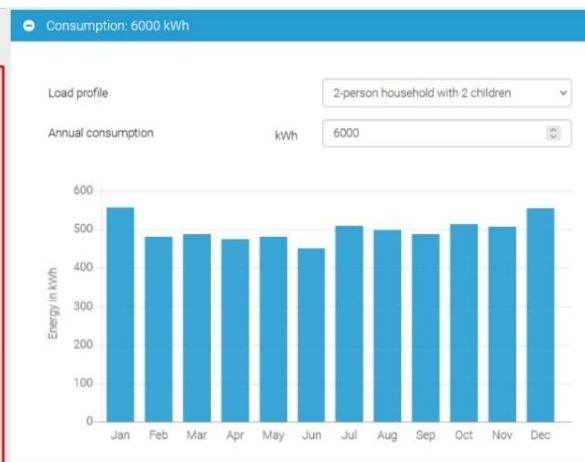 Consumption: 6000 kWh
Load profile
2-person household with 2 children
Annual consumption
kWh
6000
600
500
400
300
200
100
0
Energy in kWh
Jan Feb Mar Apr May Jun Jul Aug Sep Oct Nov Dec